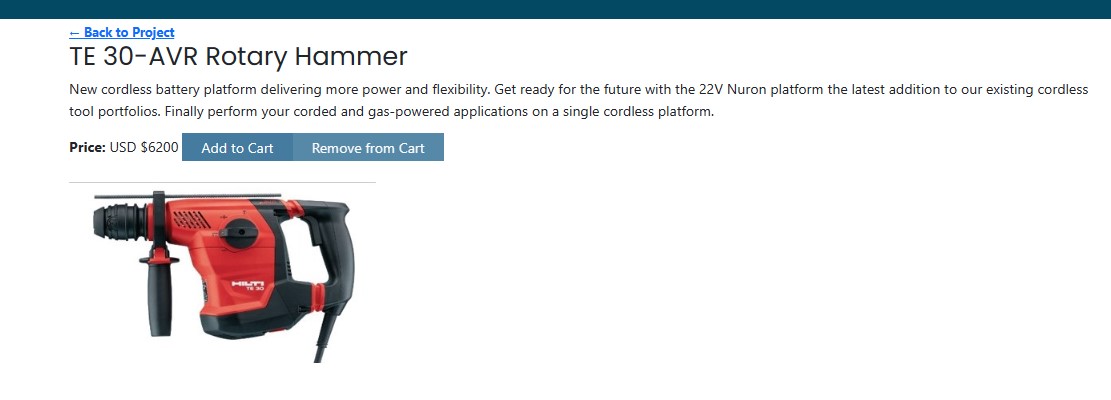 ← Back to Project
TE 30-AVR Rotary Hammer
New cordless battery platform delivering more power and flexibility. Get ready for the future with the 22V Nuron platform the latest addition to our existing cordless
tool portfolios. Finally perform your corded and gas-powered applications on a single cordless platform.
Price: USD $6200 Add to Cart Remove from Cart
HILTI
TE 30